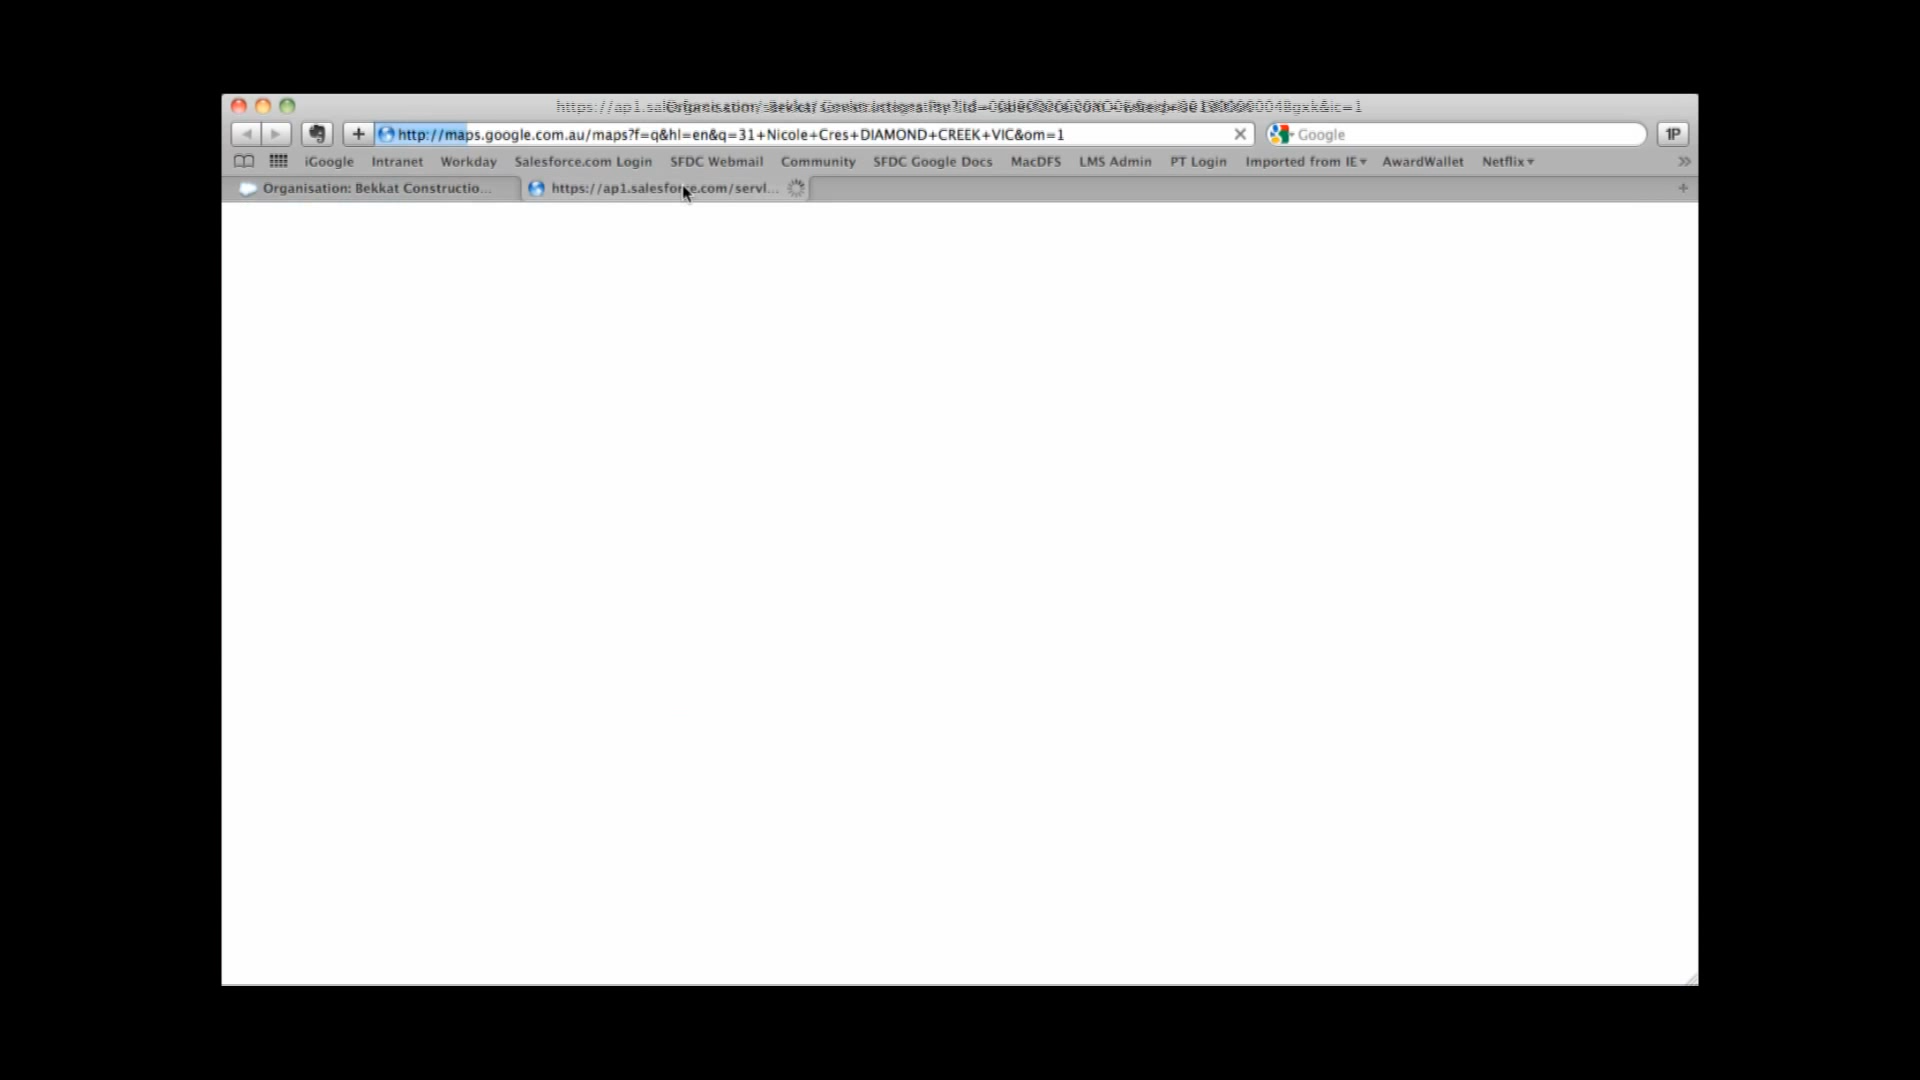 http://maps.google.com.au/maps?f=q&hl=en&q=31+Nicole+Cres+DIAMOND+CREEK+VIC&om=1
Google
1P
iGoogle Intranet Workday Salesforce.com Login SFDC Webmail Community SFDC Google Docs MacDFS LMS Admin PT Login Imported from IE AwardWallet Netflix
Organisation: Bekkat Constructio... https://ap1.salesforce.com/servl...